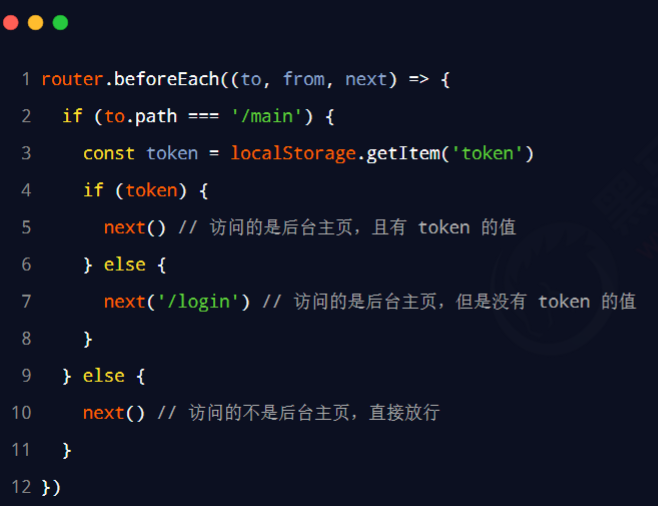 1 router.beforeEach((to, from, next) => {
2 if (to.path === '/main') {
3 const token = localStorage.getItem('token')
4 if (token) {
5 next() // 访问的是后台主页，且有 token 的值
6 } else {
7 next('/login') // 访问的是后台主页，但是没有 token 的值
8 }
9 } else {
10 next() // 访问的不是后台主页，直接放行
11 }
12 })